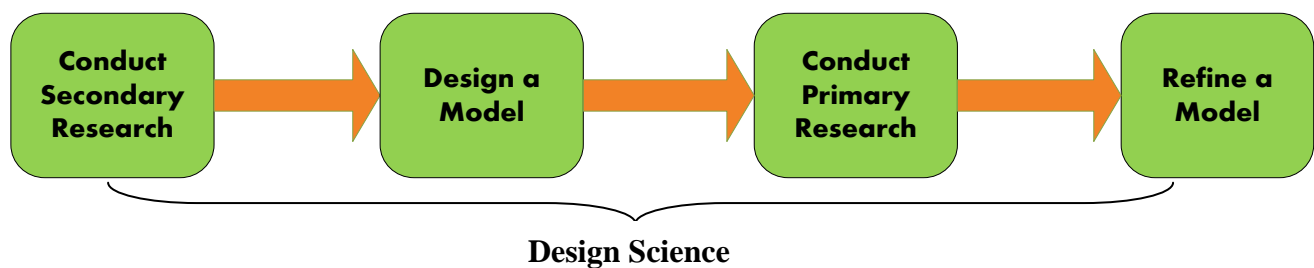 Conduct
Secondary
Research
Design a
Model
Conduct
Primary
Research
Refine a
Model
Design Science